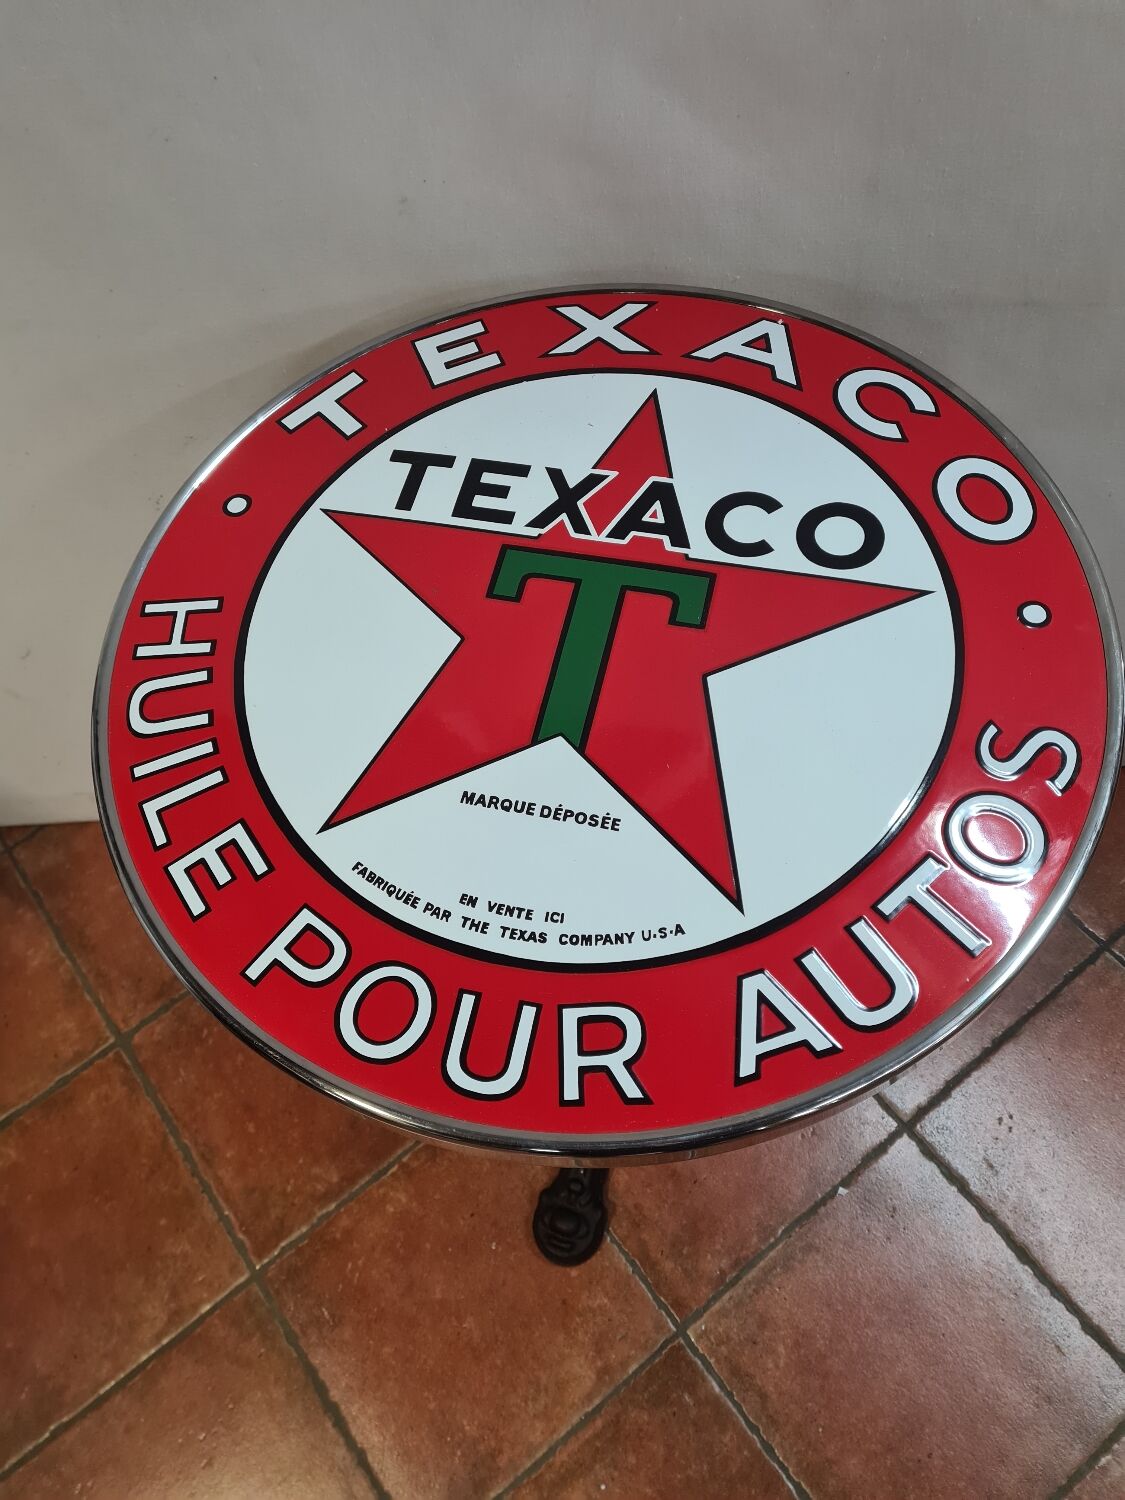 TEXACO
TEXACO
T
MARQUE DÉPOSÉE
EN VENTE ICI
FABRIQUÉE PAR THE TEXAS COMPANY U.S.A
• HUILE POUR AUTOS •